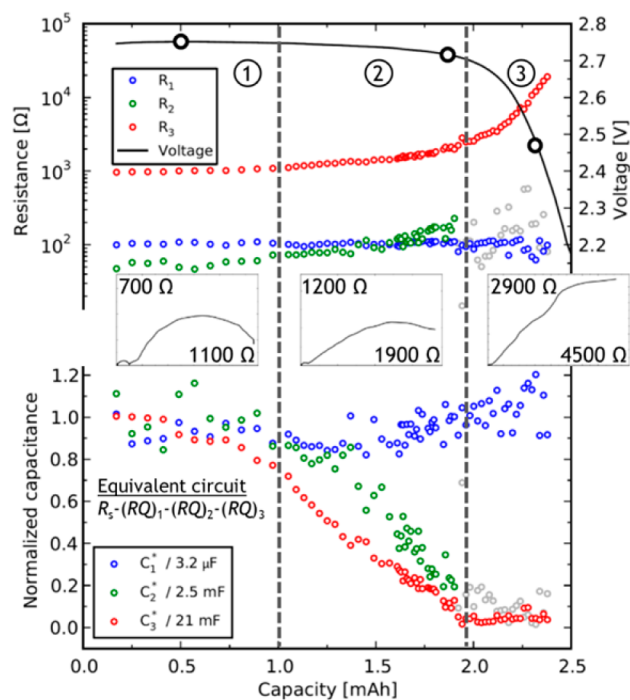 10⁵
10⁴
10³
10²
Resistance [Ω]
2.8
2.7
2.6
2.5
2.4
2.3
2.2
2.1
Voltage [V]
① ② ③
R₁
R₂
R₃
Voltage
700 Ω
1100 Ω
1200 Ω
1900 Ω
2900 Ω
4500 Ω
1.2
1.0
0.8
0.6
0.4
0.2
0.0
Normalized capacitance
Equivalent circuit
Rₛ-(RQ)₁-(RQ)₂-(RQ)₃
C₁* / 3.2 μF
C₂* / 2.5 mF
C₃* / 21 mF
0.0 0.5 1.0 1.5 2.0 2.5
Capacity [mAh]